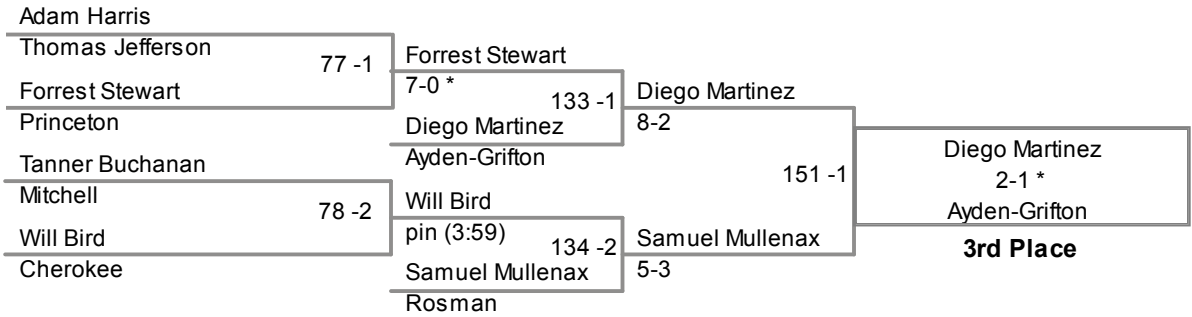 Adam Harris
Thomas Jefferson
77 -1
Forrest Stewart
Princeton
Tanner Buchanan
Mitchell
78 -2
Will Bird
Cherokee
Forrest Stewart
7-0 *
133 -1
Diego Martinez
Ayden-Grifton
Will Bird
pin (3:59)
134 -2
Samuel Mullenax
Rosman
Diego Martinez
8-2
151 -1
Samuel Mullenax
5-3
Diego Martinez
2-1 *
Ayden-Grifton
3rd Place